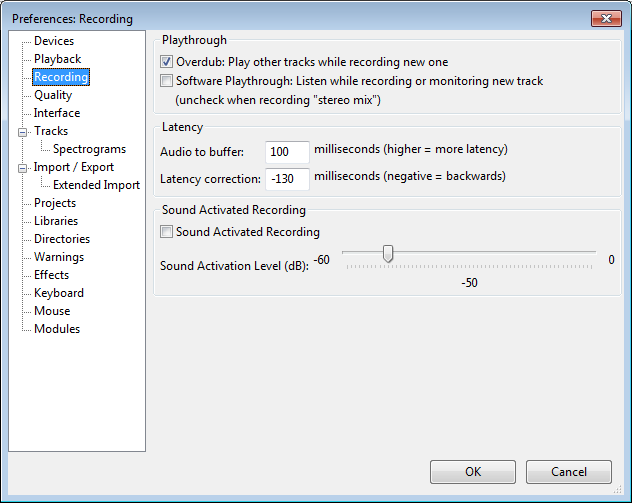 Preferences: Recording
Devices
Playback
Recording
Quality
Interface
Tracks
Spectrograms
Import / Export
Extended Import
Projects
Libraries
Directories
Warnings
Effects
Keyboard
Mouse
Modules
Playthrough
Overdub: Play other tracks while recording new one
Software Playthrough: Listen while recording or monitoring new track
(uncheck when recording "stereo mix")
Latency
Audio to buffer: 100 milliseconds (higher = more latency)
Latency correction: -130 milliseconds (negative = backwards)
Sound Activated Recording
Sound Activated Recording
Sound Activation Level (dB): -60 0
-50
OK Cancel